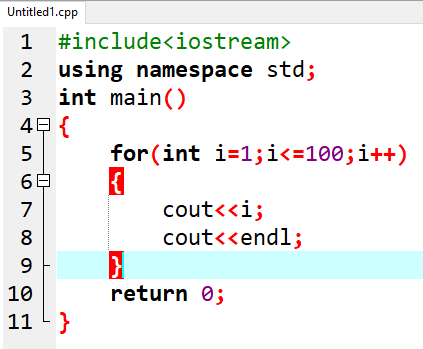 Untitled1.cpp
1 #include<iostream>
2 using namespace std;
3 int main()
4 {
5 for(int i=1;i<=100;i++)
6 {
7 cout<<i;
8 cout<<endl;
9 }
10 return 0;
11 }